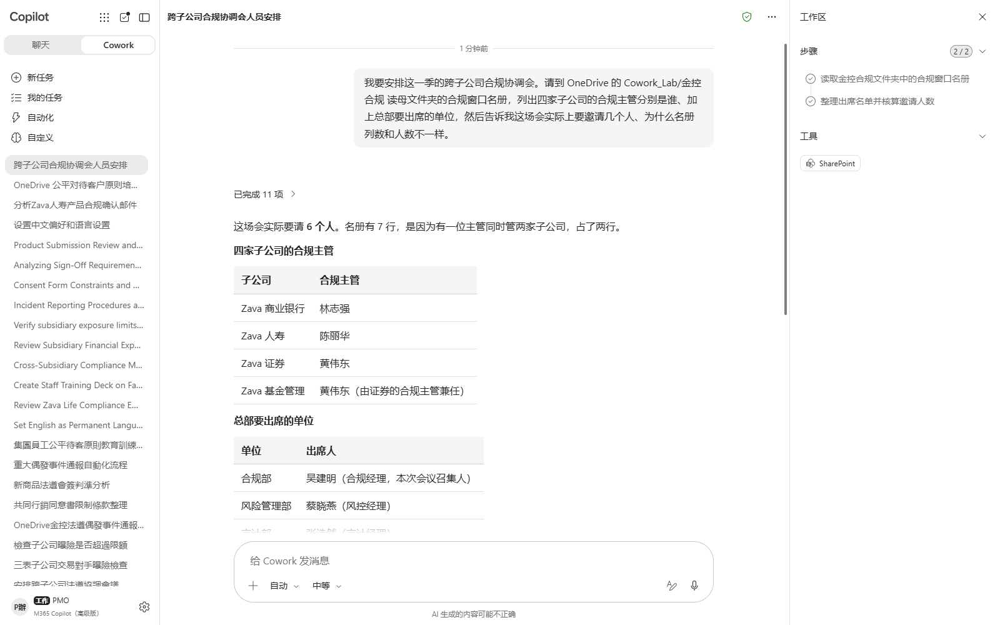 Copilot
聊天
Cowork
新任务
我的任务
自动化
自定义
跨子公司合规协调会人员安排
OneDrive 公平对待客户原则培...
分析Zava人寿产品合规确认邮件
设置中文偏好和语言设置
Product Submission Review and...
Analyzing Sign-Off Requiremen...
Consent Form Constraints and ...
Incident Reporting Procedures a...
Verify subsidiary exposure limits...
Review Subsidiary Financial Exp...
Cross-Subsidiary Compliance M...
Create Staff Training Deck on Fa...
Review Zava Life Compliance E...
Set English as Permanent Langu...
集團員工公平待客原則教育訓練...
重大偶發事件通報自動化流程
新商品法遵會簽判準分析
共同行銷同意書限制條款整理
OneDrive金控法遵偶發事件通報...
檢查子公司曝險是否超過限額
三表子公司交易對手曝險檢查
安排跨子公司法遵協調會議
P辦
工作 PMO
M365 Copilot（高级版）
跨子公司合规协调会人员安排
1 分钟前
我要安排这一季的跨子公司合规协调会。请到 OneDrive 的 Cowork_Lab/金控
合规 读母文件夹的合规窗口名册，列出四家子公司的合规主管分别是谁、加
上总部要出席的单位，然后告诉我这场会实际上要邀请几个人、为什么名册
列数和人数不一样。
已完成 11 项
这场会实际要请 6 个人。名册有 7 行，是因为有一位主管同时管两家子公司，占了两行。
四家子公司的合规主管
子公司 合规主管
Zava 商业银行 林志强
Zava 人寿 陈丽华
Zava 证券 黄伟东
Zava 基金管理 黄伟东（由证券的合规主管兼任）
总部要出席的单位
单位 出席人
合规部 吴建明（合规经理，本次会议召集人）
风险管理部 蔡晓燕（风控经理）
审计部 张浩然（审计经理）
给 Cowork 发消息
自动
中等
AI 生成的内容可能不正确
工作区
步骤
2 / 2
读取金控合规文件夹中的合规窗口名册
整理出席名单并核算邀请人数
工具
SharePoint